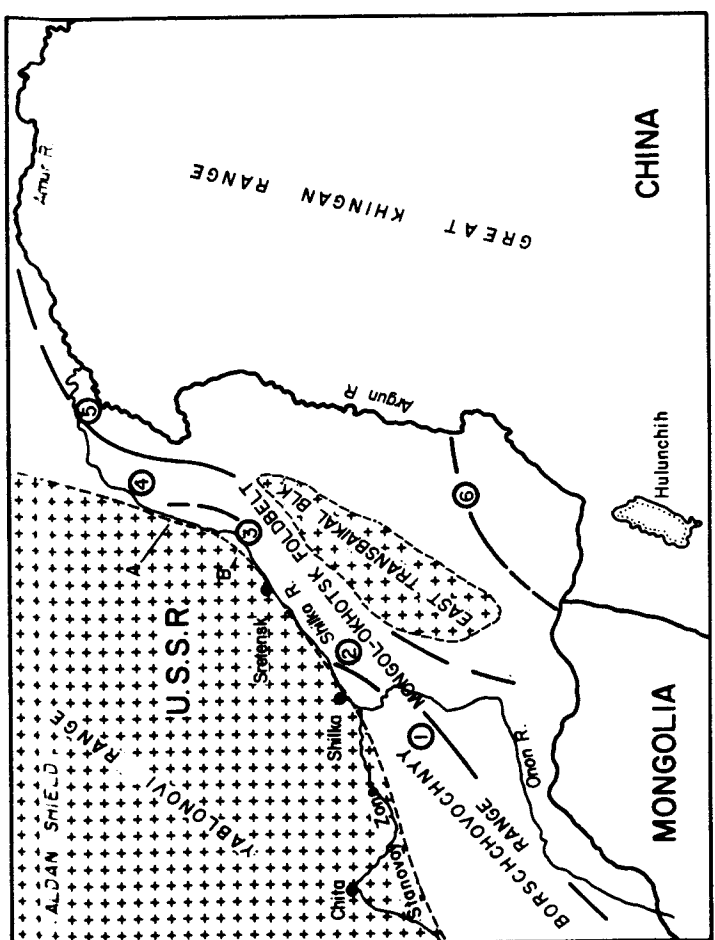 CHINA
GREAT KHINGAN RANGE
Amur R.
Argun R
Hulunchih
MONGOLIA
U.S.S.R.
ALDAN SHIELD
YABLONOVI RANGE
A
B
Sretensk
Shilka R.
Shilka
Chita
Stanovoy Zone
MONGOL-OKHOTSK FOLDBELT
EAST TRANSBAIKAL BLK.
Onon R.
BORSCHCHOVOCHNYY
RANGE
1
2
3
4
5
6